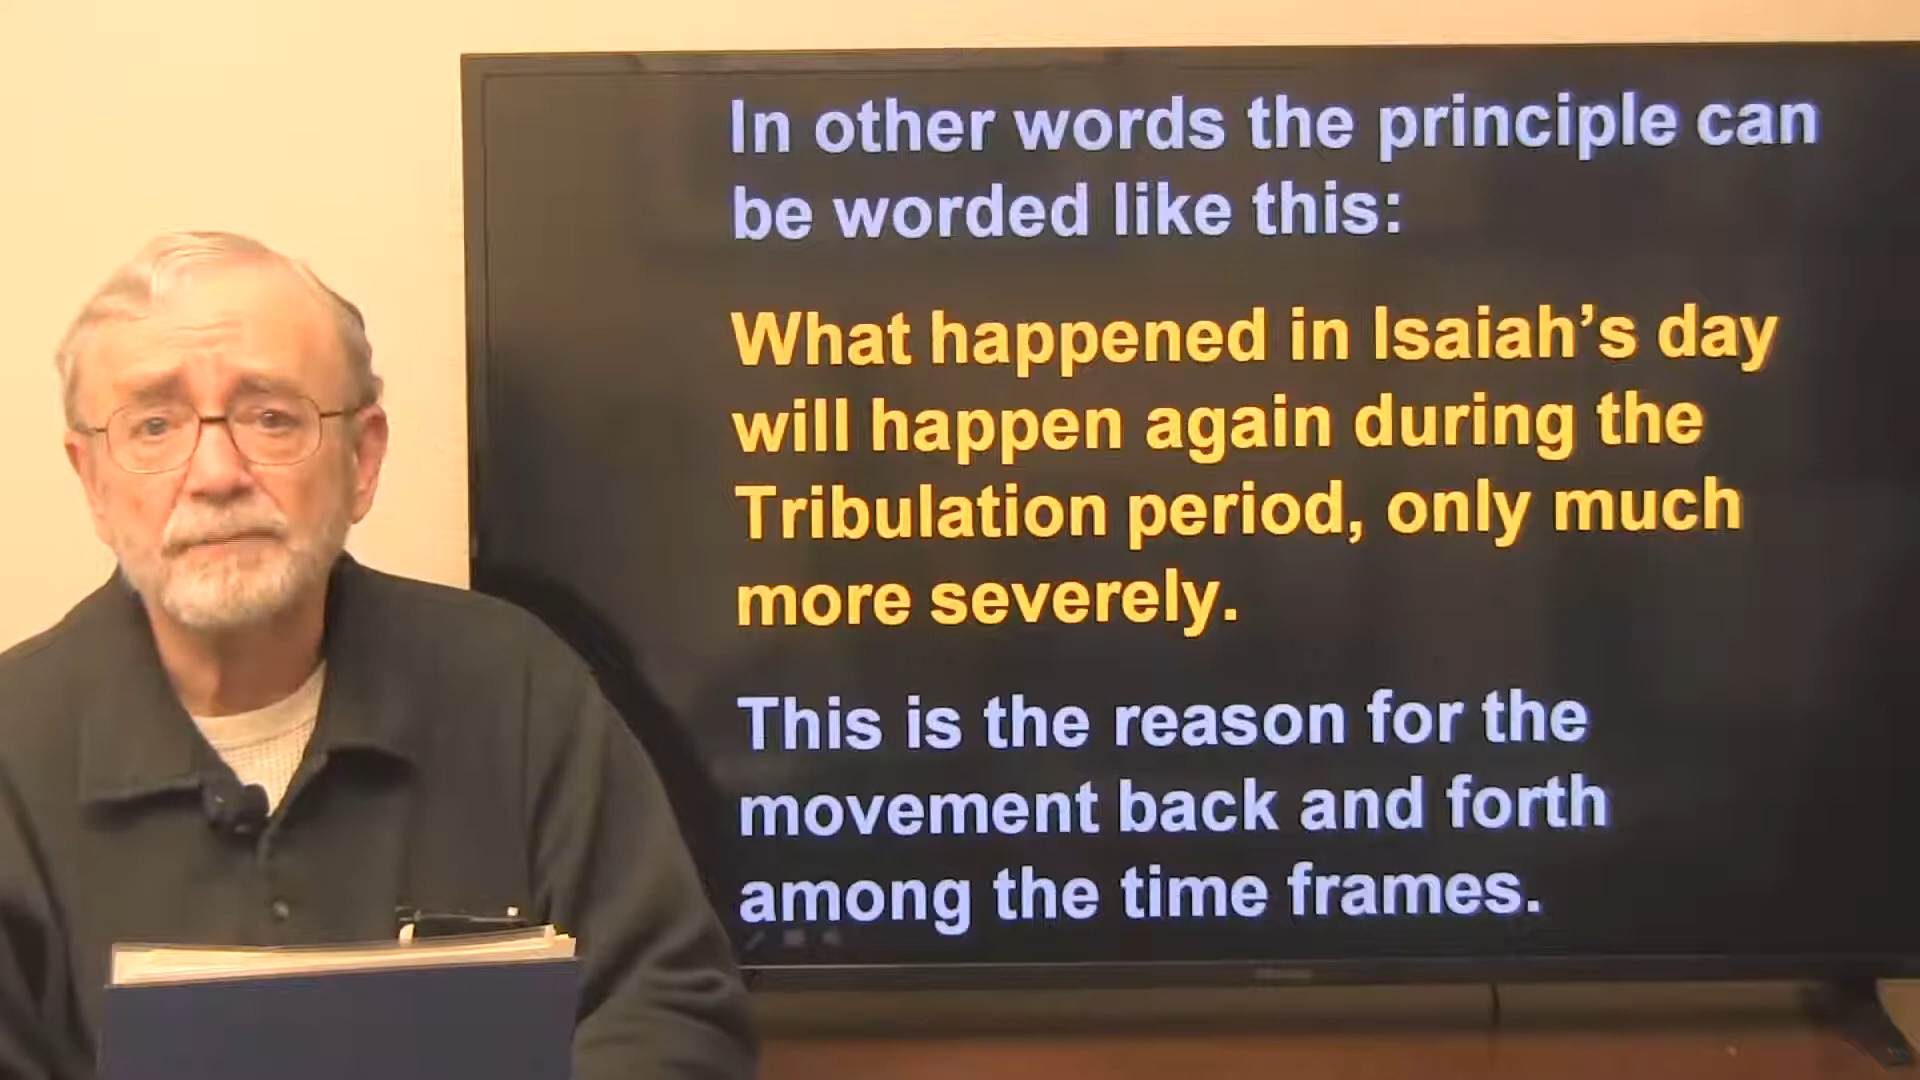 In other words the principle can
be worded like this:
What happened in Isaiah’s day
will happen again during the
Tribulation period, only much
more severely.
This is the reason for the
movement back and forth
among the time frames.